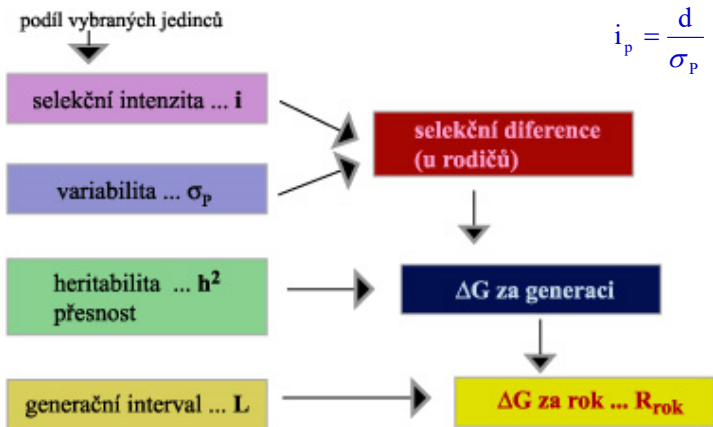 podíl vybraných jedinců
i_p = d / σ_P
selekční intenzita ... i
selekční diference
(u rodičů)
variabilita ... σ_P
heritabilita ... h²
přesnost
ΔG za generaci
generační interval ... L
ΔG za rok ... R_rok